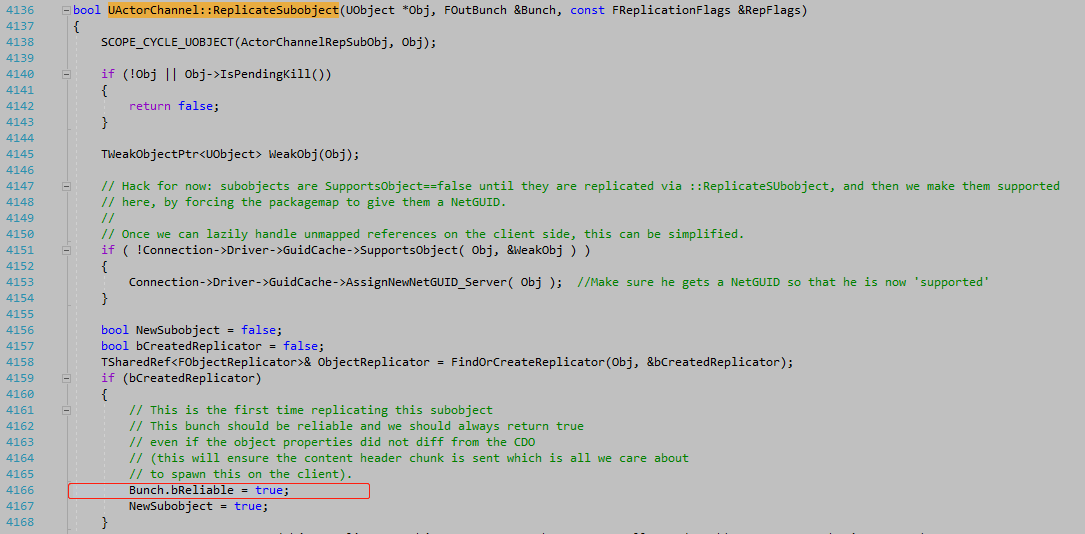 4136 bool UActorChannel::ReplicateSubobject(UObject *Obj, FOutBunch &Bunch, const FReplicationFlags &RepFlags)
4137 {
4138 SCOPE_CYCLE_UOBJECT(ActorChannelRepSubObj, Obj);
4139
4140 if (!Obj || Obj->IsPendingKill())
4141 {
4142 return false;
4143 }
4144
4145 TWeakObjectPtr<UObject> WeakObj(Obj);
4146
4147 // Hack for now: subobjects are SupportsObject==false until they are replicated via ::ReplicateSUbobject, and then we make them supported
4148 // here, by forcing the packagemap to give them a NetGUID.
4149 //
4150 // Once we can lazily handle unmapped references on the client side, this can be simplified.
4151 if ( !Connection->Driver->GuidCache->SupportsObject( Obj, &WeakObj ) )
4152 {
4153 Connection->Driver->GuidCache->AssignNewNetGUID_Server( Obj ); //Make sure he gets a NetGUID so that he is now 'supported'
4154 }
4155
4156 bool NewSubobject = false;
4157 bool bCreatedReplicator = false;
4158 TSharedRef<FObjectReplicator>& ObjectReplicator = FindOrCreateReplicator(Obj, &bCreatedReplicator);
4159 if (bCreatedReplicator)
4160 {
4161 // This is the first time replicating this subobject
4162 // This bunch should be reliable and we should always return true
4163 // even if the object properties did not diff from the CDO
4164 // (this will ensure the content header chunk is sent which is all we care about
4165 // to spawn this on the client).
4166 Bunch.bReliable = true;
4167 NewSubobject = true;
4168 }